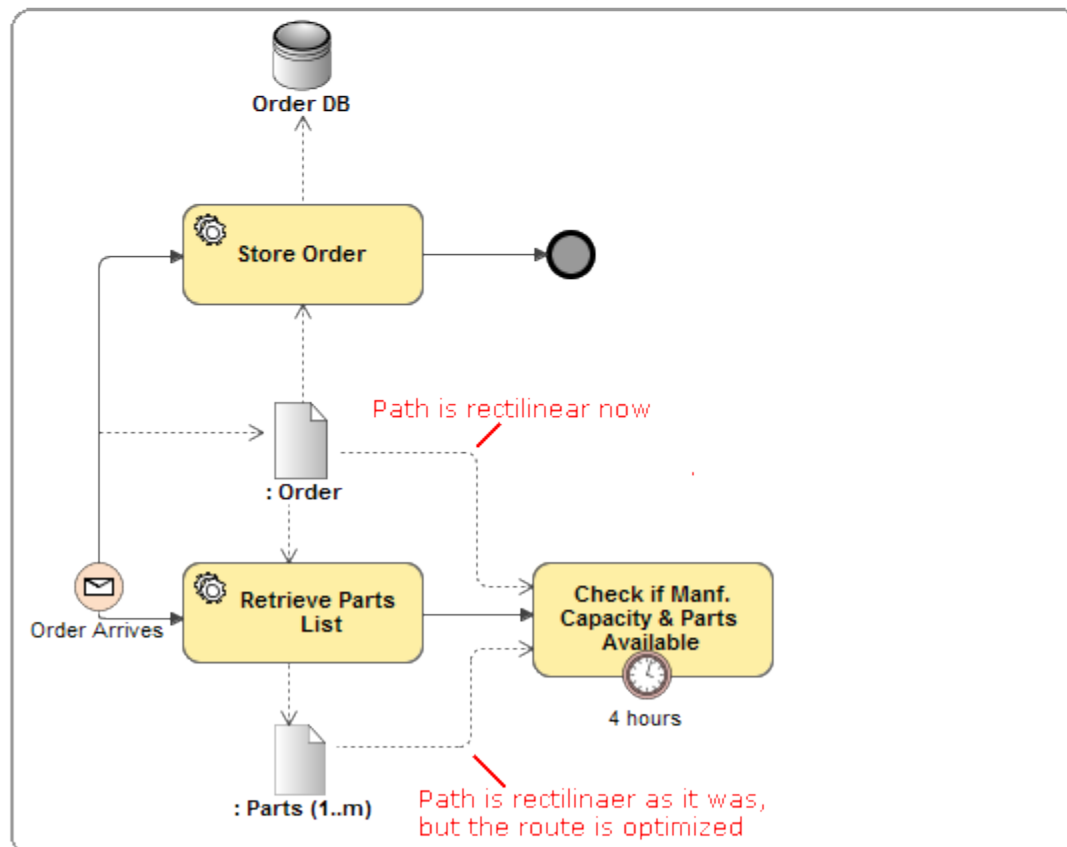 Order DB
Store Order
Path is rectilinear now
: Order
Retrieve Parts
List
Check if Manf.
Capacity & Parts
Available
Order Arrives
4 hours
: Parts (1..m)
Path is rectilinaer as it was,
but the route is optimized